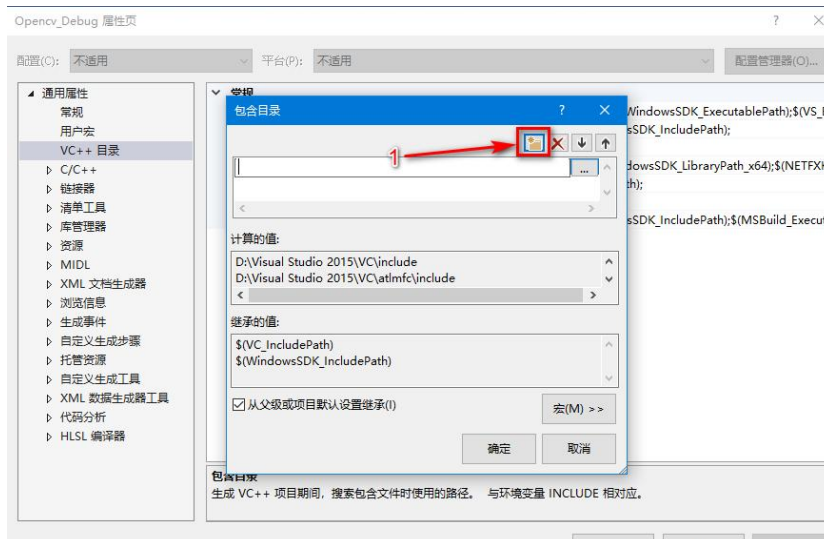 Opencv_Debug 属性页
配置(C): 不适用 平台(P): 不适用 配置管理器(O)...
通用属性
常规
用户宏
VC++ 目录
C/C++
链接器
清单工具
库管理器
资源
MIDL
XML 文档生成器
浏览信息
生成事件
自定义生成步骤
托管资源
自定义生成工具
XML 数据生成器工具
代码分析
HLSL 编译器
常规
WindowsSDK_ExecutablePath);$(VS_
sSDK_IncludePath);
dowsSDK_LibraryPath_x64);$(NETFX
th);
sSDK_IncludePath);$(MSBuild_Execu
包含目录
1
...
计算的值:
D:\Visual Studio 2015\VC\include
D:\Visual Studio 2015\VC\atlmfc\include
继承的值:
$(VC_IncludePath)
$(WindowsSDK_IncludePath)
从父级或项目默认设置继承(I)
宏(M) >>
确定 取消
包含目录
生成 VC++ 项目期间，搜索包含文件时使用的路径。 与环境变量 INCLUDE 相对应。